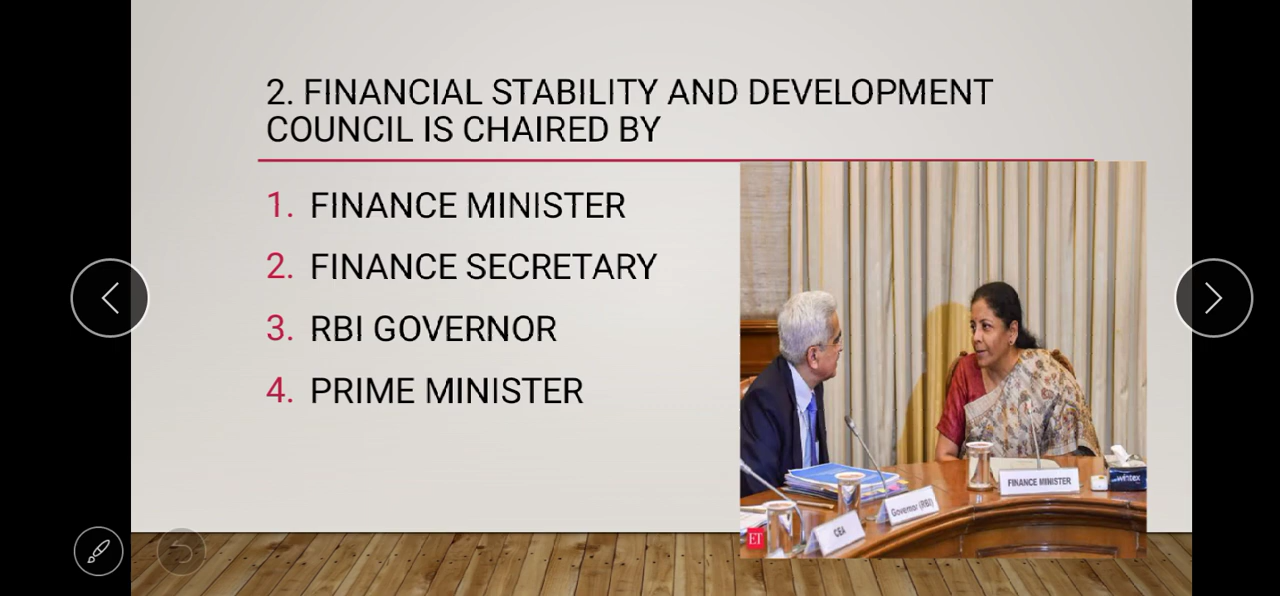 2. FINANCIAL STABILITY AND DEVELOPMENT
COUNCIL IS CHAIRED BY
1. FINANCE MINISTER
2. FINANCE SECRETARY
3. RBI GOVERNOR
4. PRIME MINISTER
FINANCE MINISTER
wintex
Governor (RBI)
CEA
ET